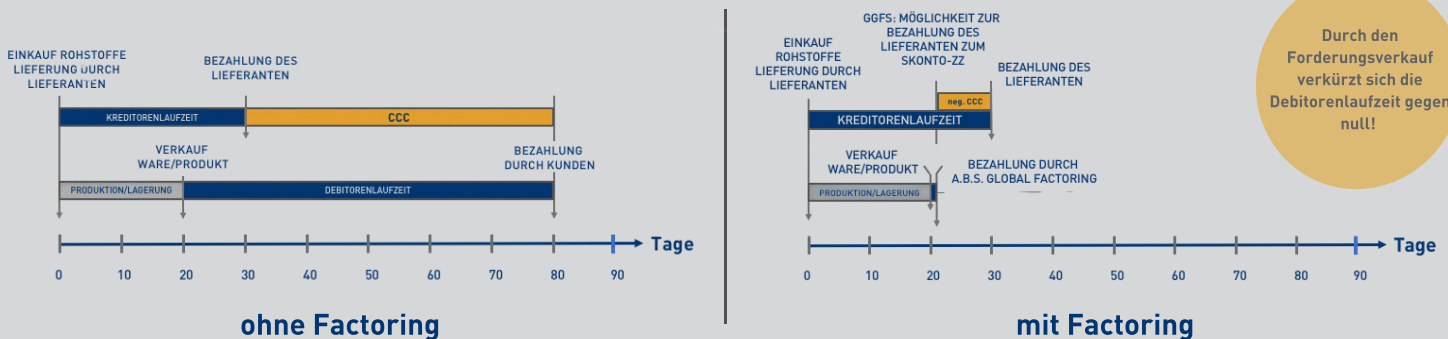 EINKAUF ROHSTOFFE
LIEFERUNG DURCH
LIEFERANTEN
BEZAHLUNG DES
LIEFERANTEN
KREDITORENLAUFZEIT
CCC
VERKAUF
WARE/PRODUKT
BEZAHLUNG
DURCH KUNDEN
PRODUKTION/LAGERUNG
DEBITORENLAUFZEIT
Tage
0 10 20 30 40 50 60 70 80 90
ohne Factoring
GGFS: MÖGLICHKEIT ZUR
BEZAHLUNG DES
LIEFERANTEN ZUM
SKONTO-ZZ
EINKAUF
ROHSTOFFE
LIEFERUNG DURCH
LIEFERANTEN
BEZAHLUNG DES
LIEFERANTEN
neg. CCC
KREDITORENLAUFZEIT
VERKAUF
WARE/PRODUKT
BEZAHLUNG DURCH
A.B.S. GLOBAL FACTORING
PRODUKTION/LAGERUNG
Tage
0 10 20 30 40 50 60 70 80 90
mit Factoring
Durch den
Forderungsverkauf
verkürzt sich die
Debitorenlaufzeit gegen
null!